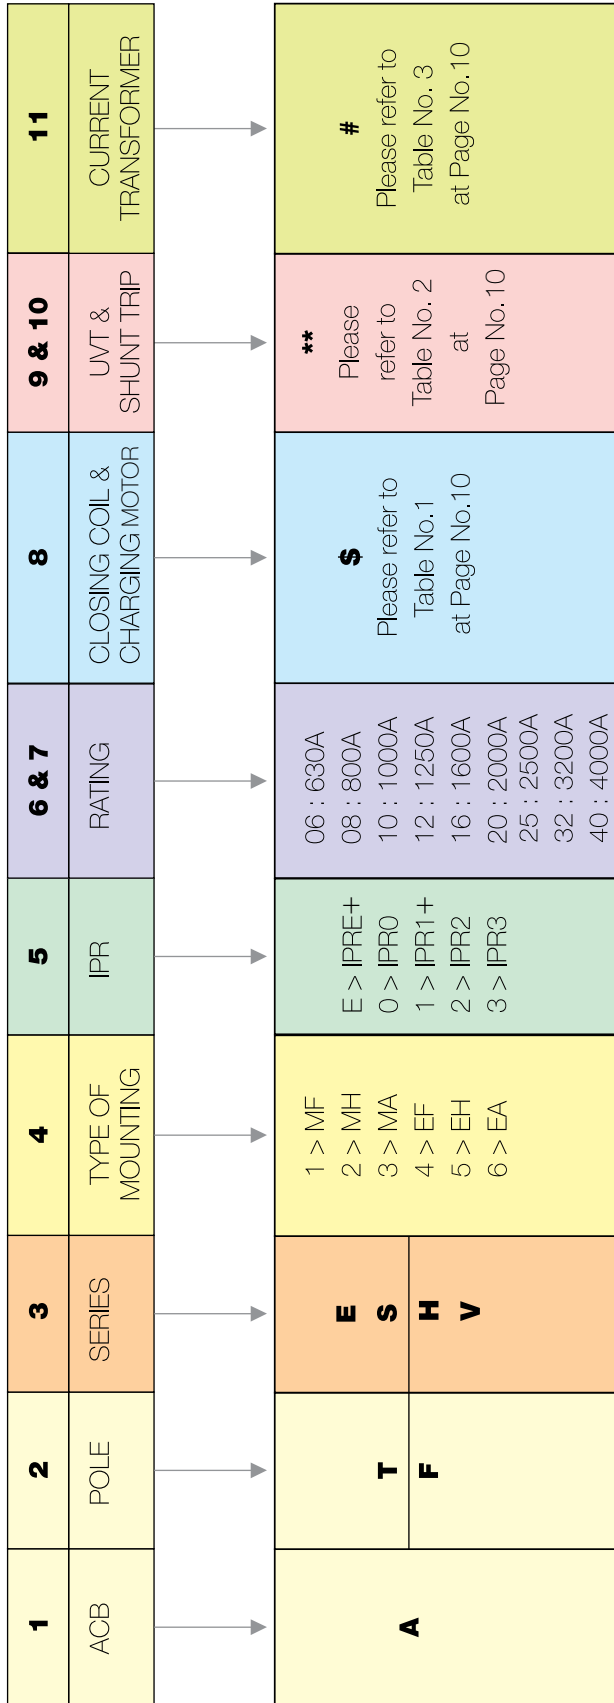 1
2
3
4
5
6 & 7
8
9 & 10
11
ACB
POLE
SERIES
TYPE OF
MOUNTING
IPR
RATING
CLOSING COIL &
CHARGING MOTOR
UVT &
SHUNT TRIP
CURRENT
TRANSFORMER
A
T
F
E
S
H
V
1 > MF
2 > MH
3 > MA
4 > EF
5 > EH
6 > EA
E > IPRE+
0 > IPR0
1 > IPR1+
2 > IPR2
3 > IPR3
06 : 630A
08 : 800A
10 : 1000A
12 : 1250A
16 : 1600A
20 : 2000A
25 : 2500A
32 : 3200A
40 : 4000A
$
Please refer to
Table No.1
at Page No.10
**
Please
refer to
Table No. 2
at
Page No.10
#
Please refer to
Table No. 3
at Page No.10